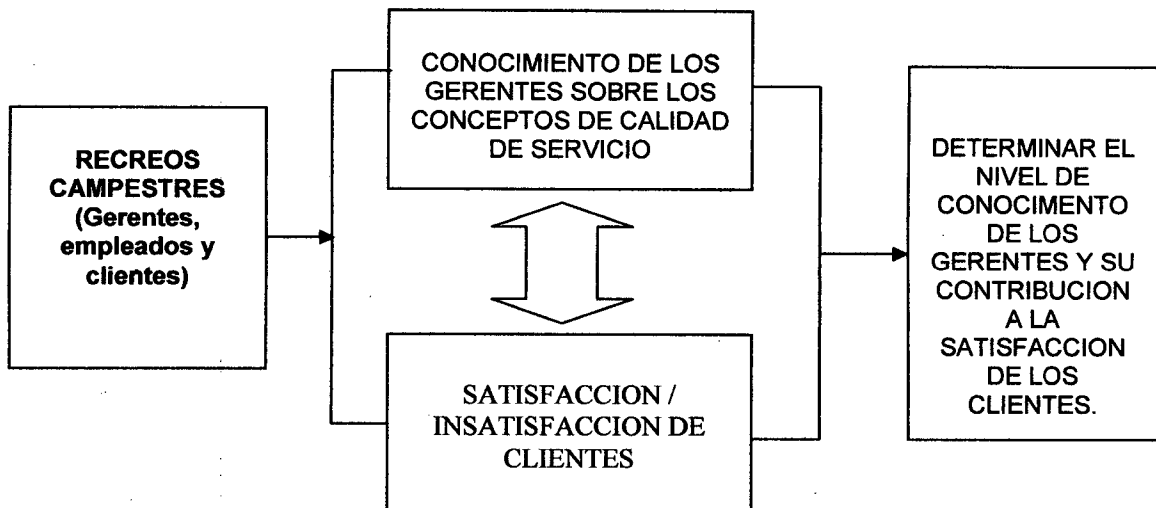 RECREOS
CAMPESTRES
(Gerentes,
empleados y
clientes)
CONOCIMIENTO DE LOS
GERENTES SOBRE LOS
CONCEPTOS DE CALIDAD
DE SERVICIO
SATISFACCION /
INSATISFACCION DE
CLIENTES
DETERMINAR EL
NIVEL DE
CONOCIMENTO
DE LOS
GERENTES Y SU
CONTRIBUCION
A LA
SATISFACCION
DE LOS
CLIENTES.